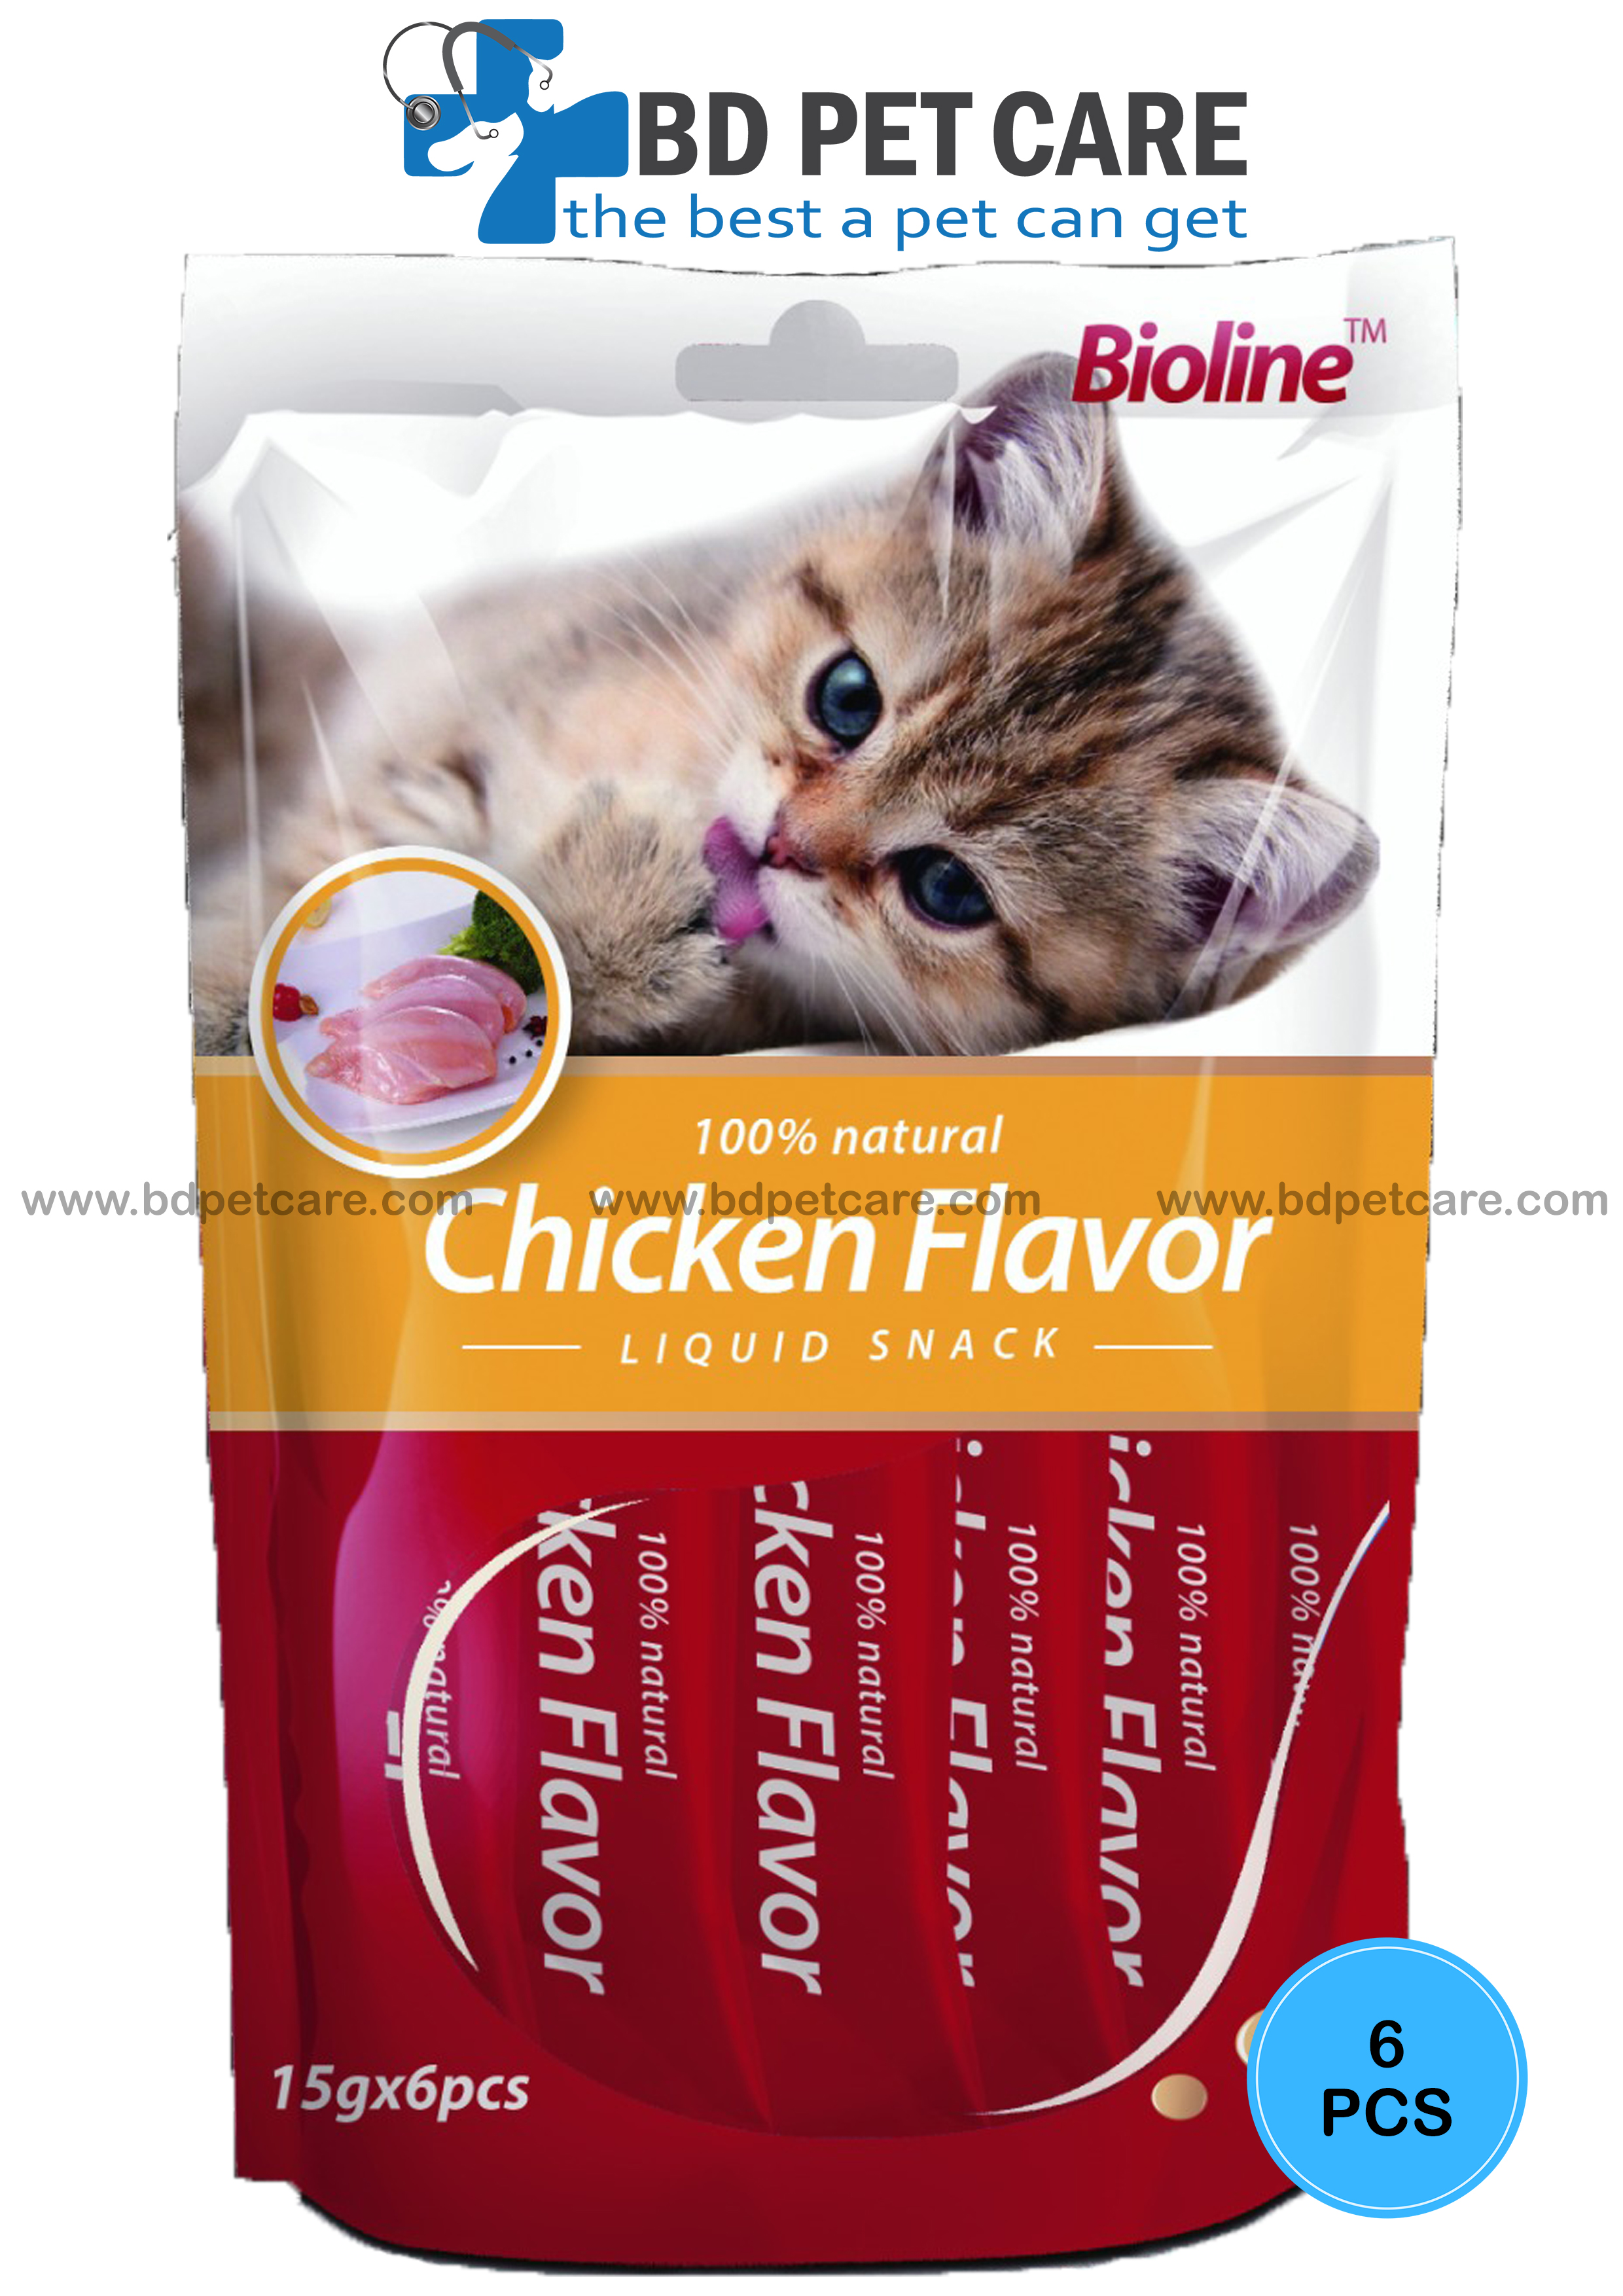 BD PET CARE
the best a pet can get
Bioline™
100% natural
www.bdpetcare.com www.bdpetcare.com www.bdpetcare.com
Chicken Flavor
LIQUID SNACK
ken Flavor
100% natural
cken Flavor
100% natural
100% natural
Flavor
100% natural
100%
15gx6pcs
6
PCS